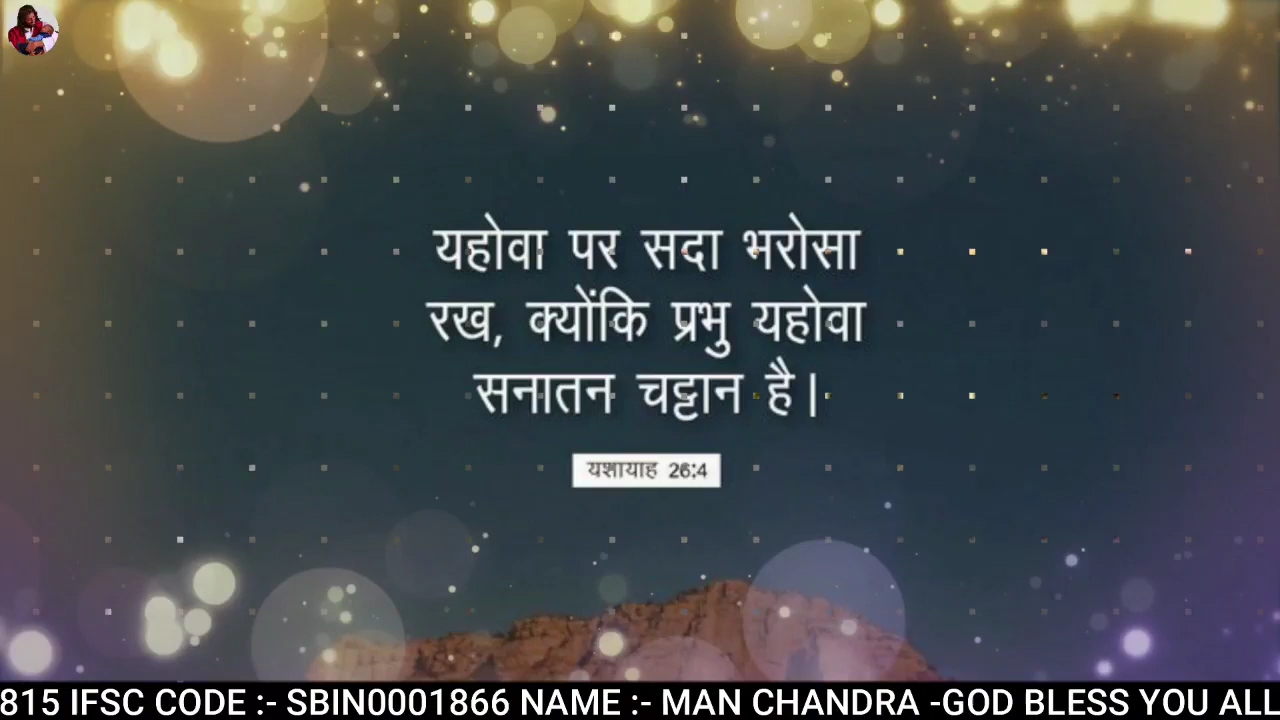 यहोवा पर सदा भरोसा
रख, क्योंकि प्रभु यहोवा
सनातन चट्टान है।
यशायाह 26:4
815 IFSC CODE :- SBIN0001866 NAME :- MAN CHANDRA -GOD BLESS YOU ALL